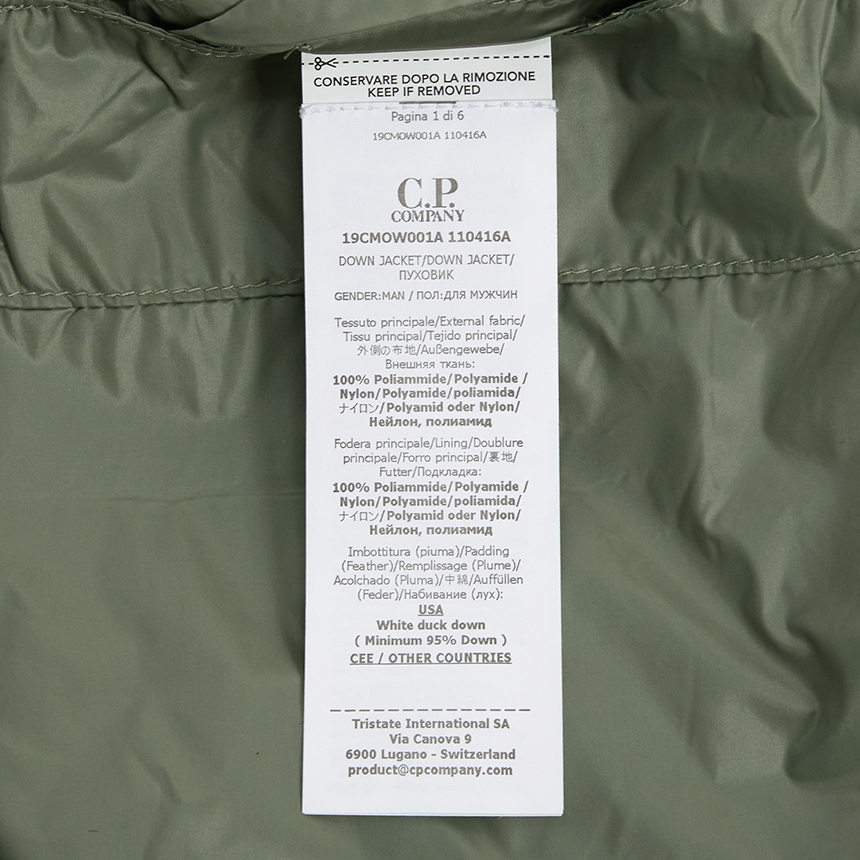 CONSERVARE DOPO LA RIMOZIONE
KEEP IF REMOVED
Pagina 1 di 6
19CMOW001A 110416A
C.P.
COMPANY
19CMOW001A 110416A
DOWN JACKET/DOWN JACKET/
ПУХОВИК
GENDER:MAN / ПОЛ:ДЛЯ МУЖЧИН
Tessuto principale/External fabric/
Tissu principal/Tejido principal/
外側の布地/Außengewebe/
Внешняя ткань:
100% Poliammide/Polyamide /
Nylon/Polyamide/poliamida/
ナイロン/Polyamid oder Nylon/
Нейлон, полиамид
Fodera principale/Lining/Doublure
principale/Forro principal/裏地/
Futter/Подкладка:
100% Poliammide/Polyamide /
Nylon/Polyamide/poliamida/
ナイロン/Polyamid oder Nylon/
Нейлон, полиамид
Imbottitura (piuma)/Padding
(Feather)/Remplissage (Plume)/
Acolchado (Pluma)/中綿/Auffüllen
(Feder)/Набивание (лух):
USA
White duck down
( Minimum 95% Down )
CEE / OTHER COUNTRIES
Tristate International SA
Via Canova 9
6900 Lugano - Switzerland
product@cpcompany.com